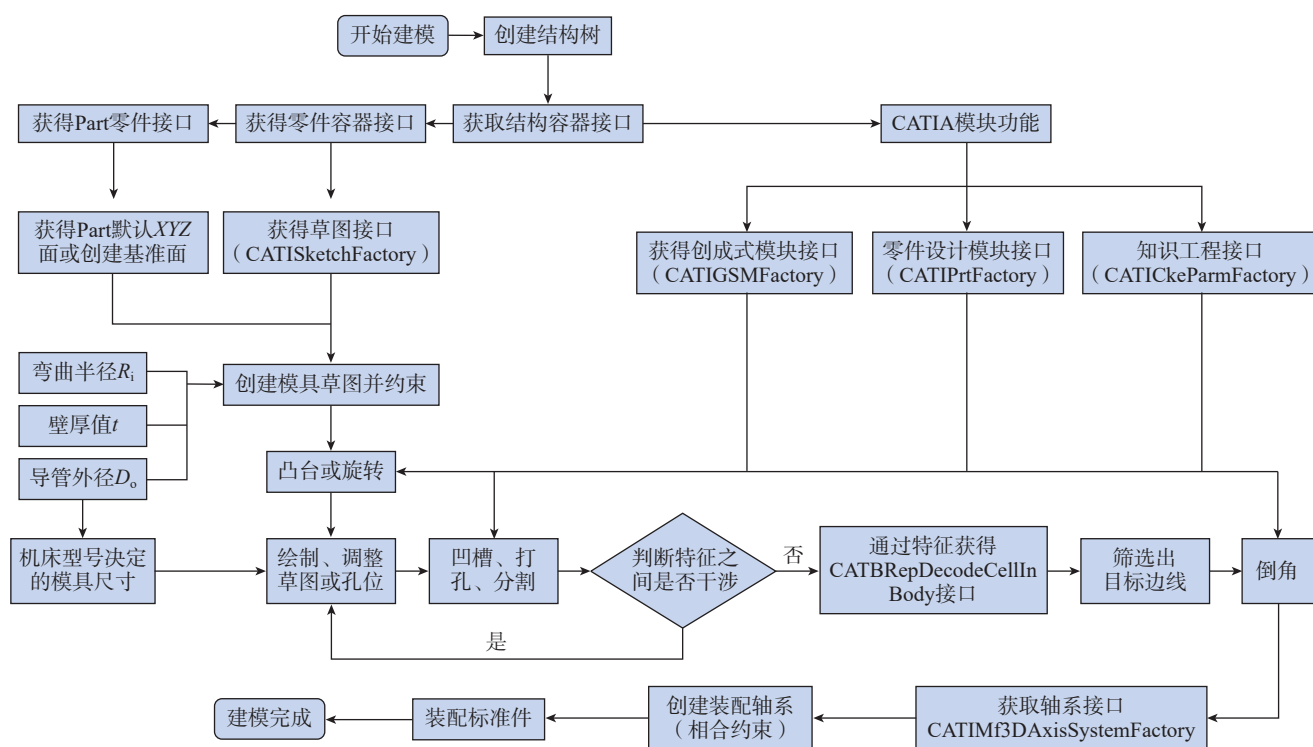 开始建模
创建结构树
获得Part零件接口
获得零件容器接口
获取结构容器接口
CATIA模块功能
获得Part默认XYZ
面或创建基准面
获得草图接口
（CATISketchFactory）
获得创成式模块接口
（CATIGSMFactory）
零件设计模块接口
（CATIPrtFactory）
知识工程接口
（CATICkeParmFactory）
弯曲半径Ri
壁厚值t
导管外径Do
创建模具草图并约束
凸台或旋转
机床型号决定
的模具尺寸
绘制、调整
草图或孔位
凹槽、打
孔、分割
判断特征之
间是否干涉
否
是
通过特征获得
CATBRepDecodeCellIn
Body接口
筛选出
目标边线
倒角
建模完成
装配标准件
创建装配轴系
（相合约束）
获取轴系接口
CATIMf3DAxisSystemFactory